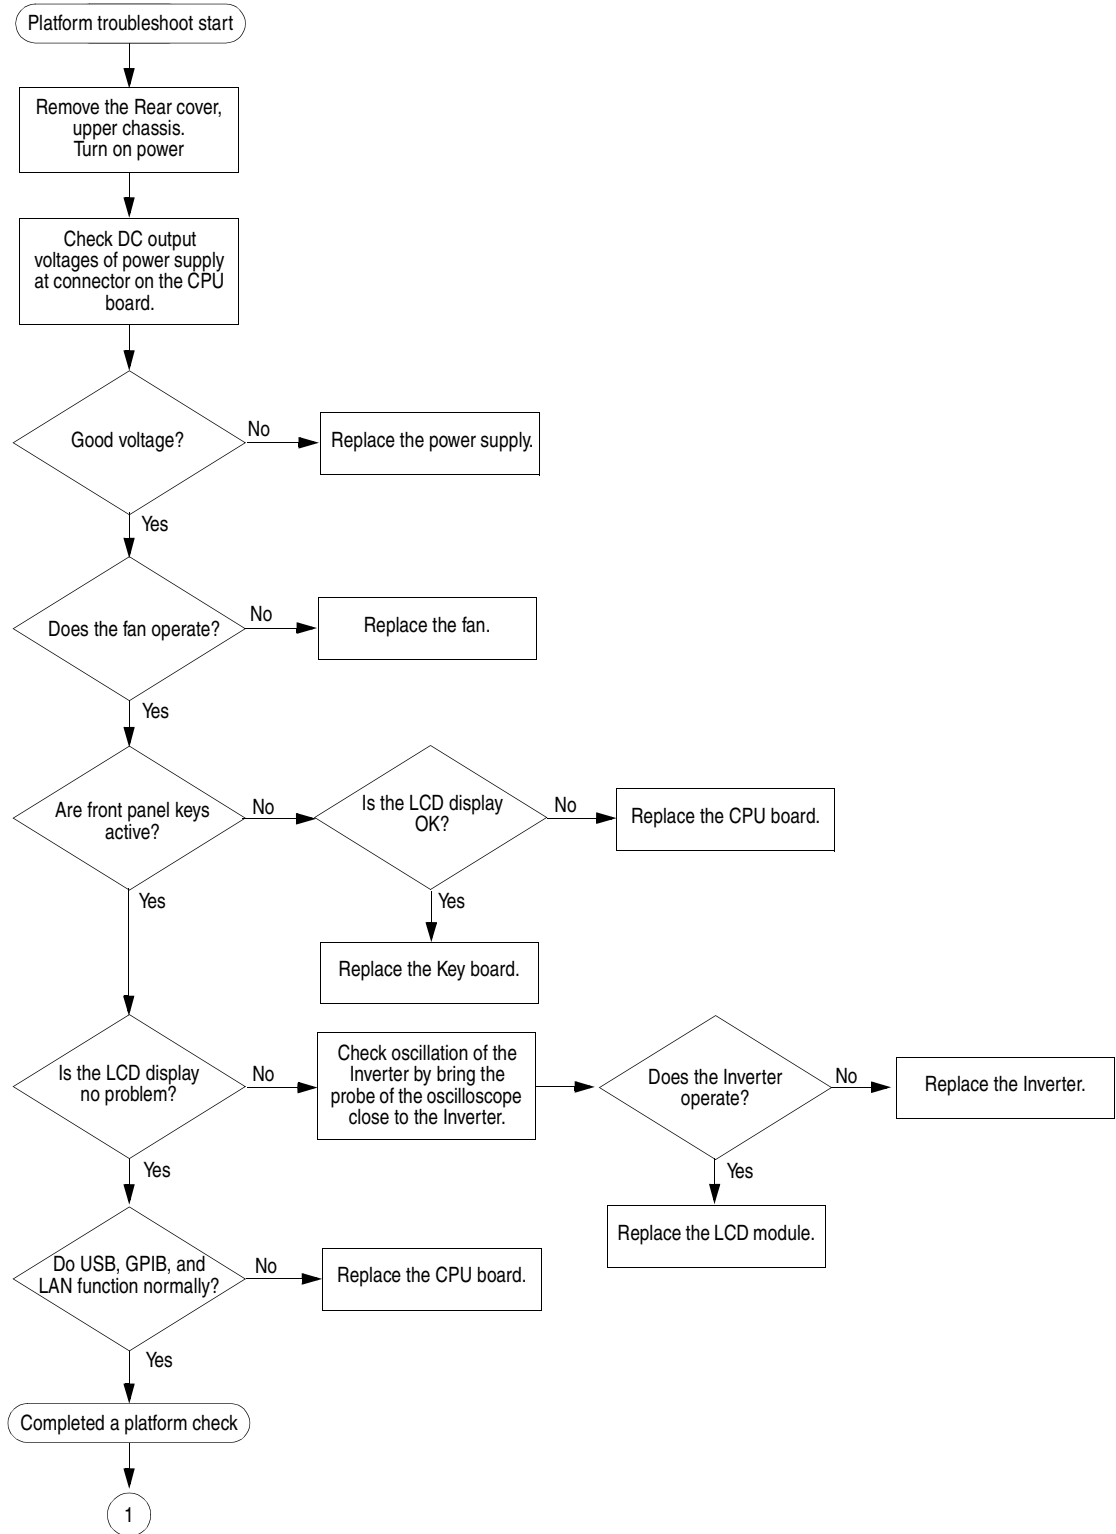 Platform troubleshoot start
Remove the Rear cover,
upper chassis.
Turn on power
Check DC output
voltages of power supply
at connector on the CPU
board.
Good voltage?
No
Replace the power supply.
Yes
Does the fan operate?
No
Replace the fan.
Yes
Are front panel keys
active?
No
Is the LCD display
OK?
No
Replace the CPU board.
Yes
Replace the Key board.
Yes
Is the LCD display
no problem?
No
Check oscillation of the
Inverter by bring the
probe of the oscilloscope
close to the Inverter.
Does the Inverter
operate?
No
Replace the Inverter.
Yes
Replace the LCD module.
Yes
Do USB, GPIB, and
LAN function normally?
No
Replace the CPU board.
Yes
Completed a platform check
1